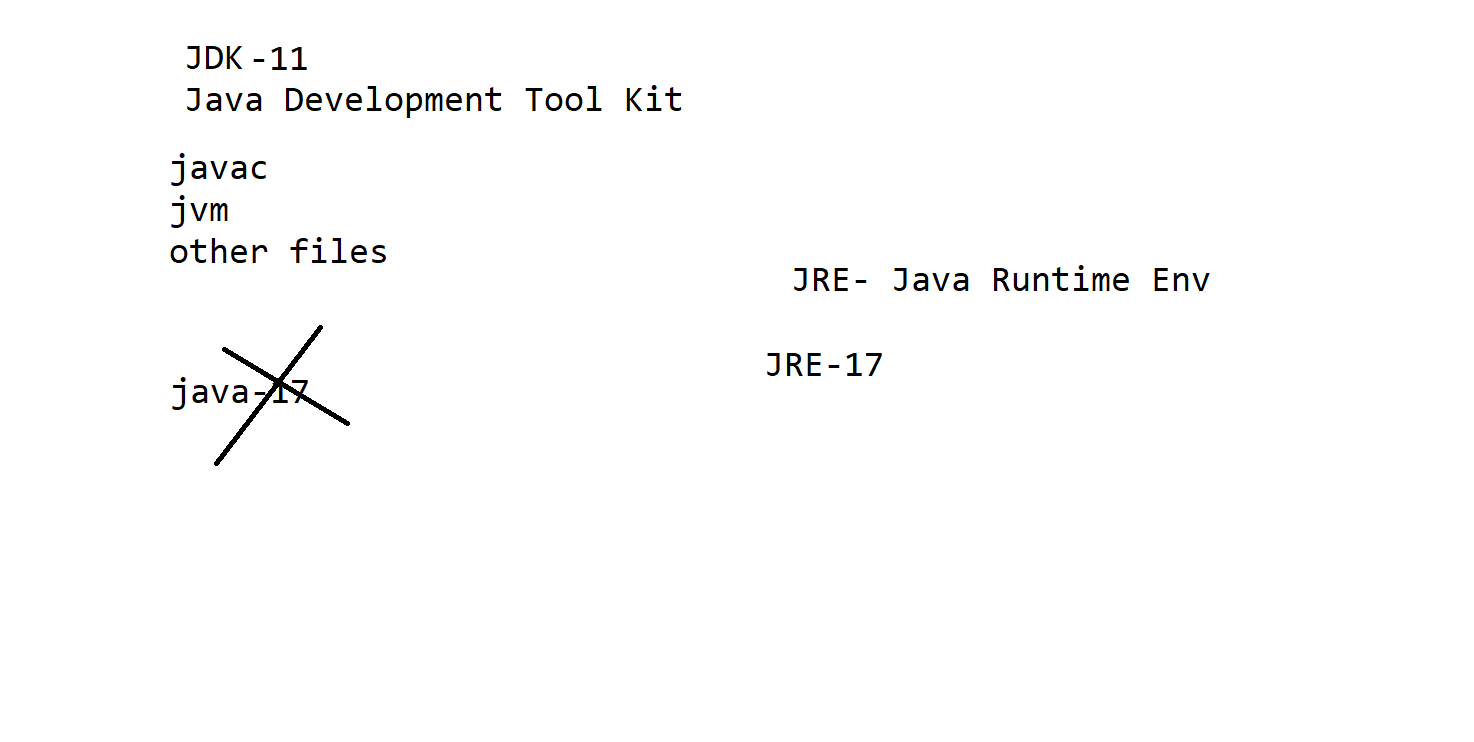 JDK -11
Java Development Tool Kit
javac
jvm
other files
JRE- Java Runtime Env
JRE-17
java-17